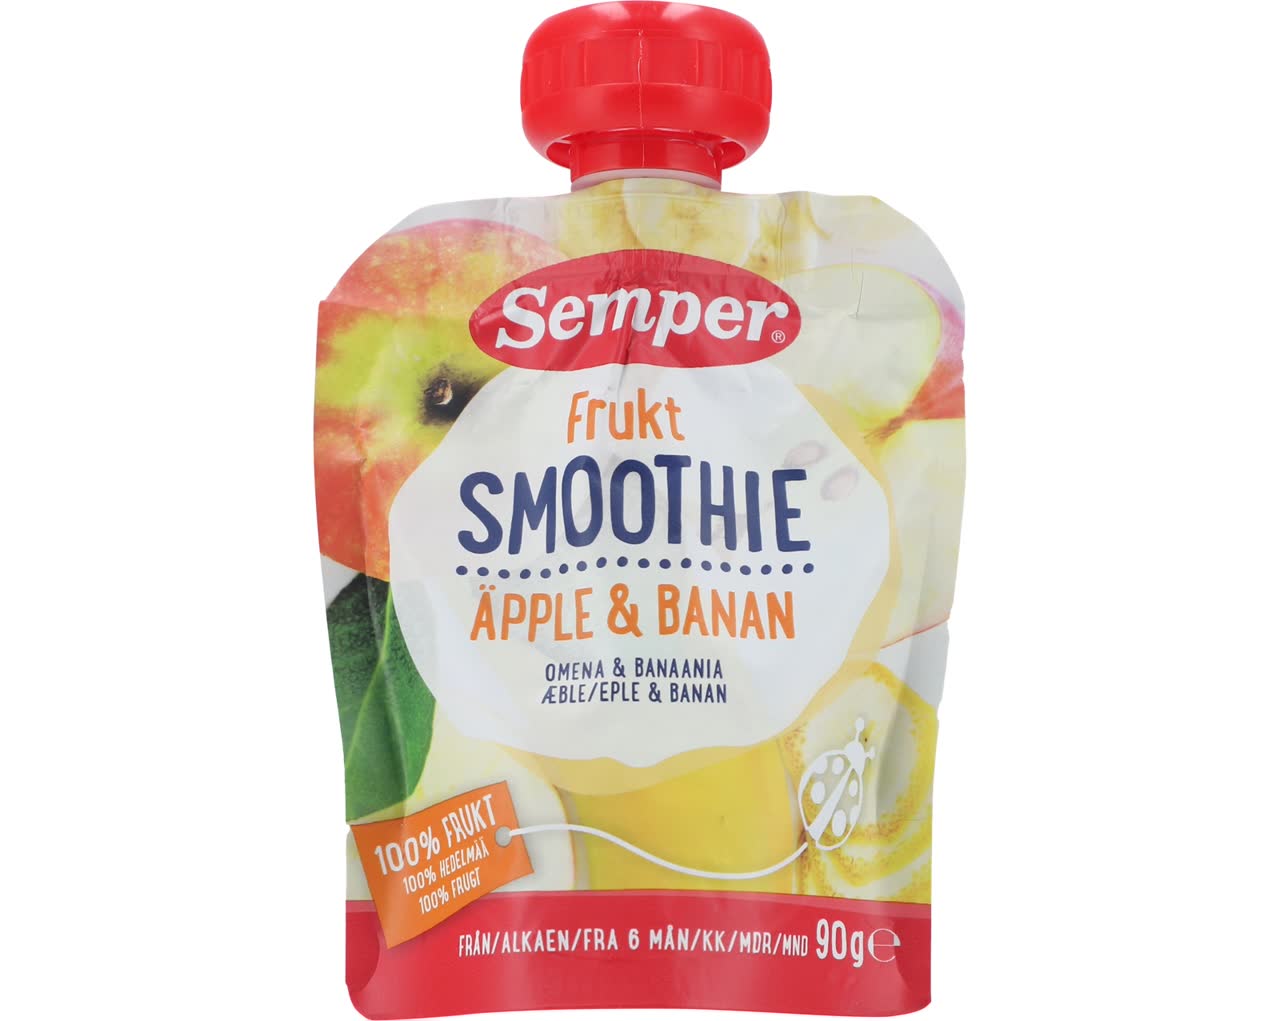 Semper®
Frukt
SMOOTHIE
ÄPPLE & BANAN
OMENA & BANAANIA
ÆBLE/EPLE & BANAN
100% FRUKT
100% HEDELMÄÄ
100% FRUGT
FRÅN/ALKAEN/FRA 6 MÅN/KK/MDR/MND 90g℮